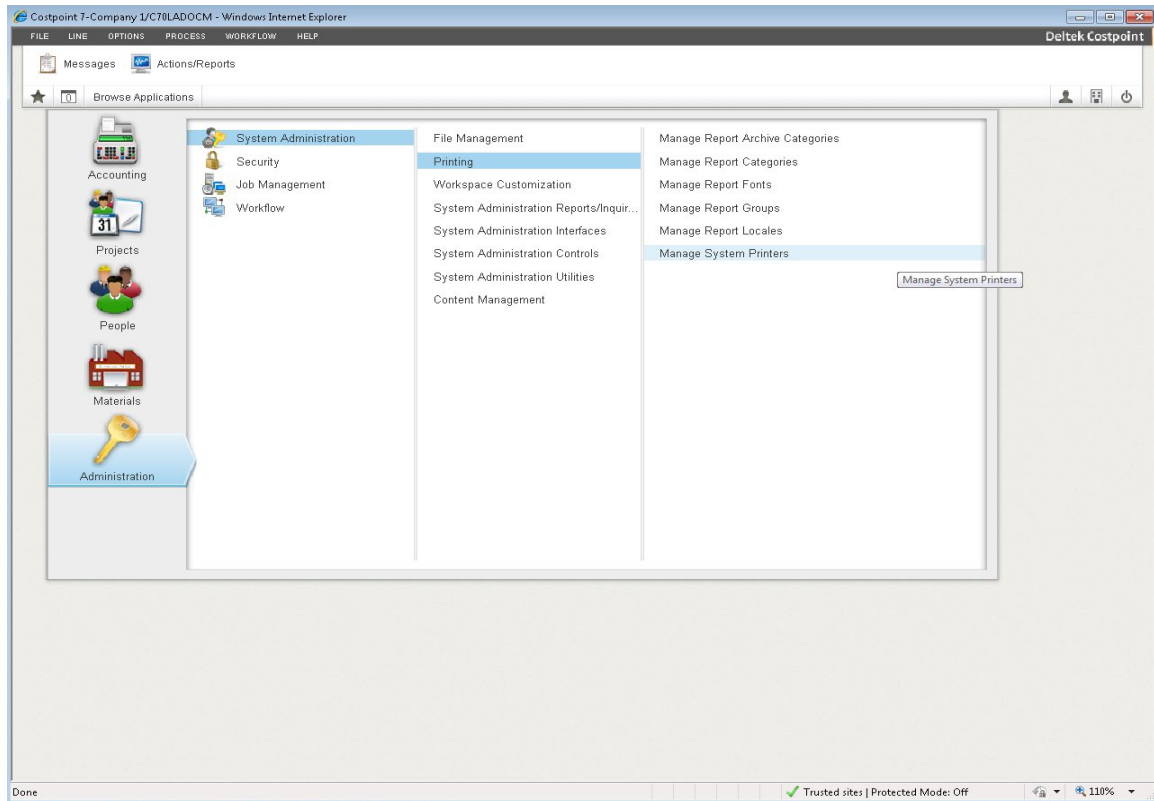 Costpoint 7-Company 1/C70LADOCM - Windows Internet Explorer
FILE LINE OPTIONS PROCESS WORKFLOW HELP Deltek Costpoint
Messages Actions/Reports
0 Browse Applications
Accounting
31
Projects
People
Materials
Administration
System Administration
Security
Job Management
Workflow
File Management
Printing
Workspace Customization
System Administration Reports/Inquir...
System Administration Interfaces
System Administration Controls
System Administration Utilities
Content Management
Manage Report Archive Categories
Manage Report Categories
Manage Report Fonts
Manage Report Groups
Manage Report Locales
Manage System Printers
Manage System Printers
Done Trusted sites | Protected Mode: Off 110%